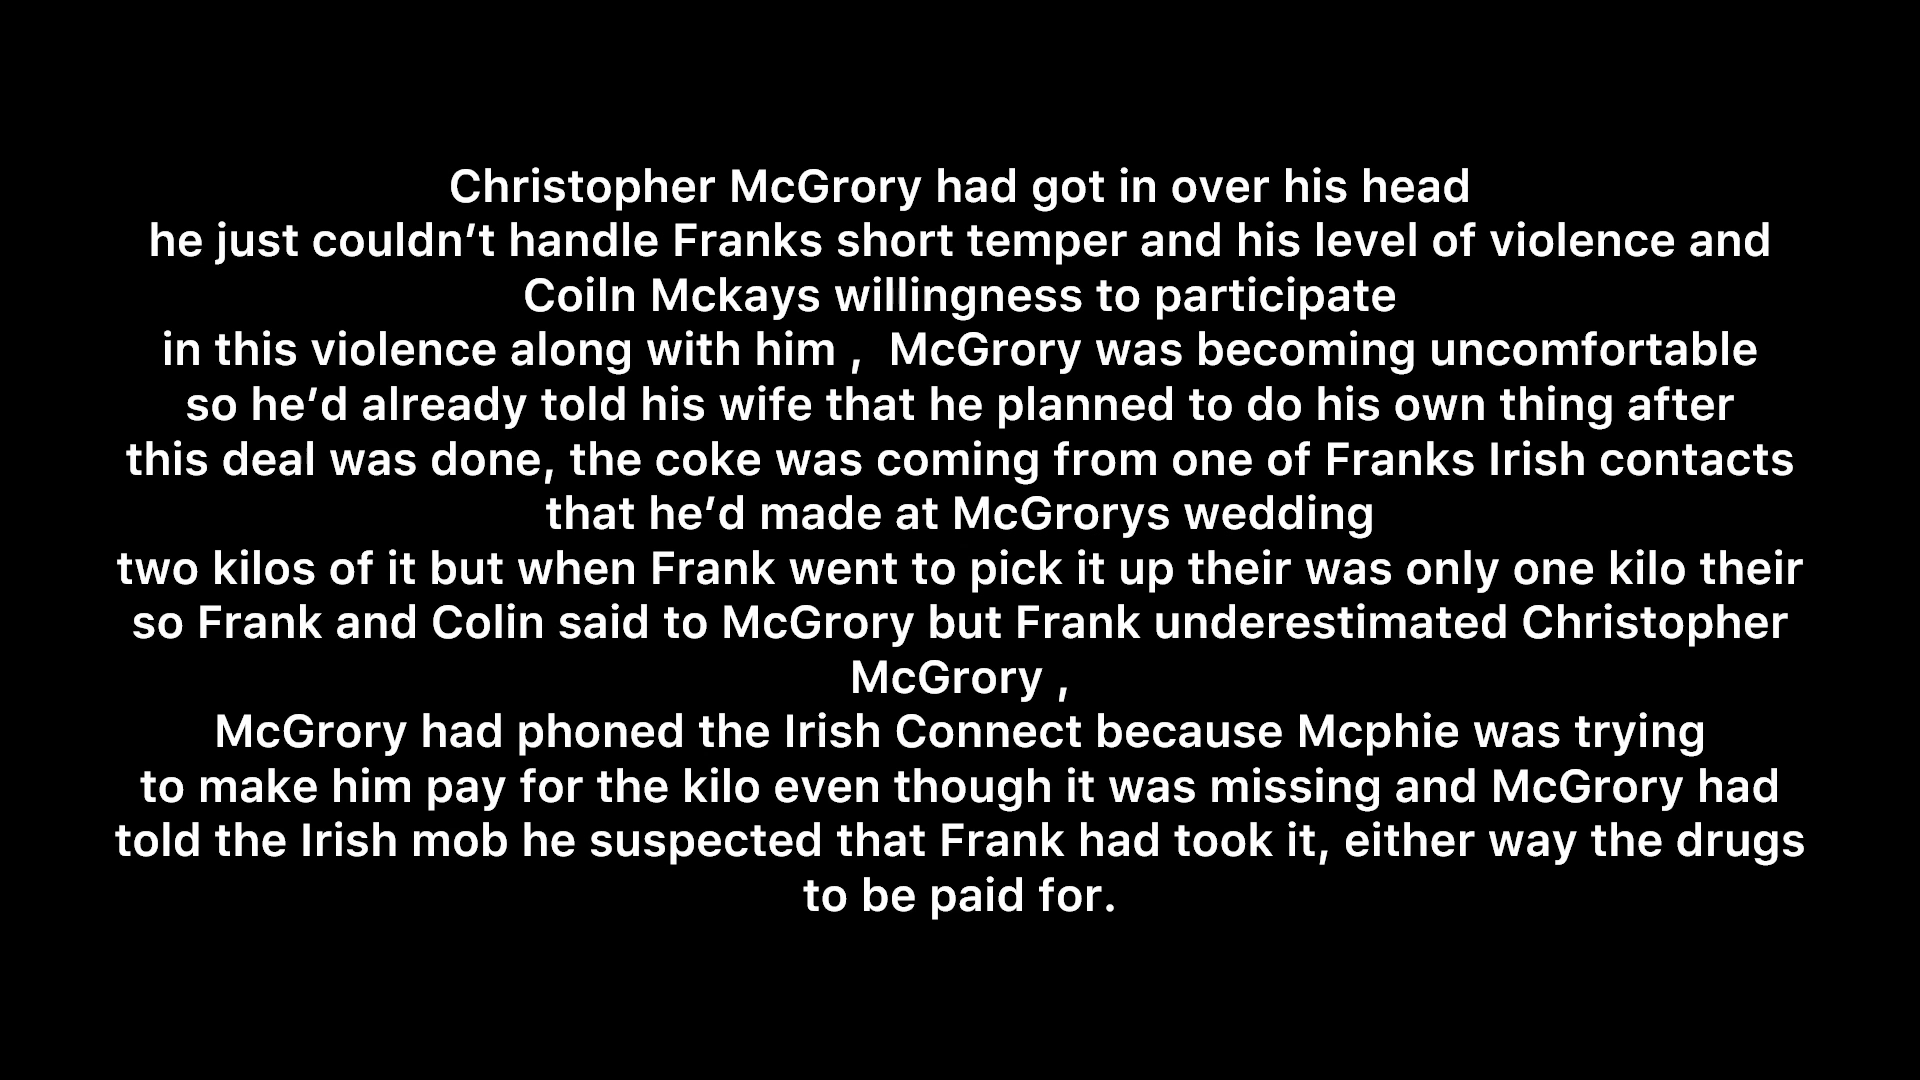 Christopher McGrory had got in over his head
he just couldn’t handle Franks short temper and his level of violence and
Coiln Mckays willingness to participate
in this violence along with him ,  McGrory was becoming uncomfortable
so he’d already told his wife that he planned to do his own thing after
this deal was done, the coke was coming from one of Franks Irish contacts
that he’d made at McGrorys wedding
two kilos of it but when Frank went to pick it up their was only one kilo their
so Frank and Colin said to McGrory but Frank underestimated Christopher
McGrory ,
McGrory had phoned the Irish Connect because Mcphie was trying
to make him pay for the kilo even though it was missing and McGrory had
told the Irish mob he suspected that Frank had took it, either way the drugs
to be paid for.